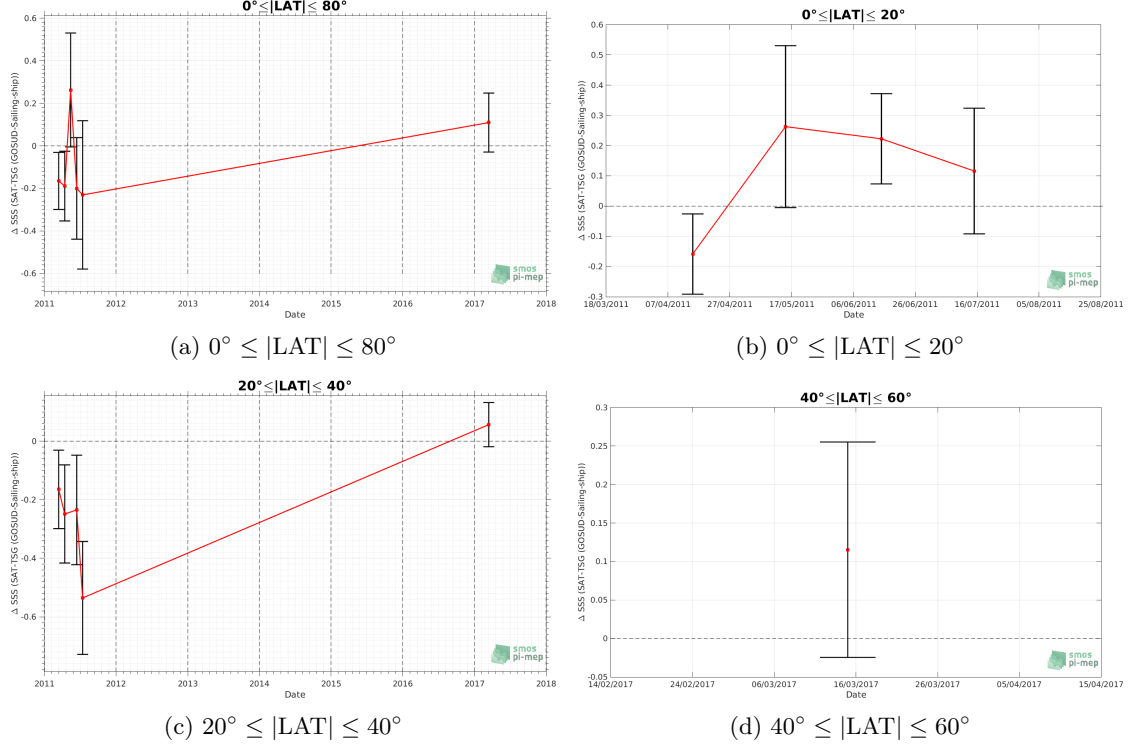 0°≤|LAT|≤ 80°
Δ SSS (SAT-TSG (GOSUD-Sailing-ship))
0.6
0.4
0.2
0
-0.2
-0.4
-0.6
2011 2012 2013 2014 2015 2016 2017 2018
Date
smos
pi-mep
(a) 0° ≤ |LAT| ≤ 80°
0°≤|LAT|≤ 20°
Δ SSS (SAT-TSG (GOSUD-Sailing-ship))
0.6
0.5
0.4
0.3
0.2
0.1
0
-0.1
-0.2
-0.3
18/03/2011 07/04/2011 27/04/2011 17/05/2011 06/06/2011 26/06/2011 16/07/2011 05/08/2011 25/08/2011
Date
smos
pi-mep
(b) 0° ≤ |LAT| ≤ 20°
20°≤|LAT|≤ 40°
Δ SSS (SAT-TSG (GOSUD-Sailing-ship))
0
-0.2
-0.4
-0.6
2011 2012 2013 2014 2015 2016 2017 2018
Date
smos
pi-mep
(c) 20° ≤ |LAT| ≤ 40°
40°≤|LAT|≤ 60°
Δ SSS (SAT-TSG (GOSUD-Sailing-ship))
0.3
0.25
0.2
0.15
0.1
0.05
0
-0.05
14/02/2017 24/02/2017 06/03/2017 16/03/2017 26/03/2017 05/04/2017 15/04/2017
Date
smos
pi-mep
(d) 40° ≤ |LAT| ≤ 60°